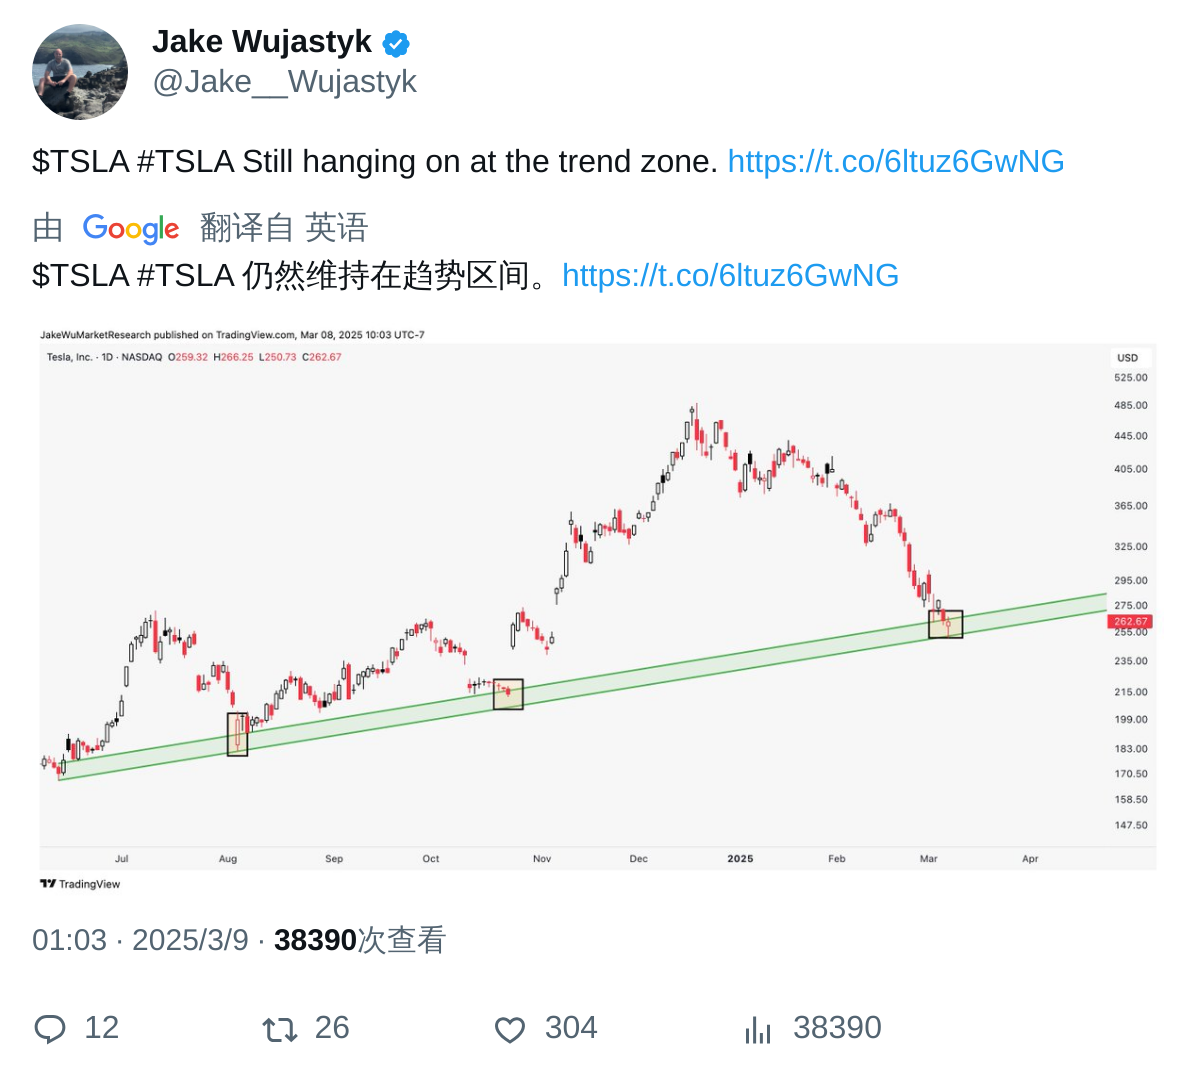 Jake Wujastyk
@Jake__Wujastyk
$TSLA #TSLA Still hanging on at the trend zone. https://t.co/6ltuz6GwNG
由 Google 翻译自 英语
$TSLA #TSLA 仍然维持在趋势区间。https://t.co/6ltuz6GwNG
JakeWuMarketResearch published on TradingView.com, Mar 08, 2025 10:03 UTC-7
Tesla, Inc. · 1D · NASDAQ O259.32 H266.25 L250.73 C262.67
USD
525.00
485.00
445.00
405.00
365.00
325.00
295.00
275.00
262.67
255.00
235.00
215.00
199.00
183.00
170.50
158.50
147.50
Jul Aug Sep Oct Nov Dec 2025 Feb Mar Apr
TradingView
01:03 · 2025/3/9 · 38390次查看
12 26 304 38390